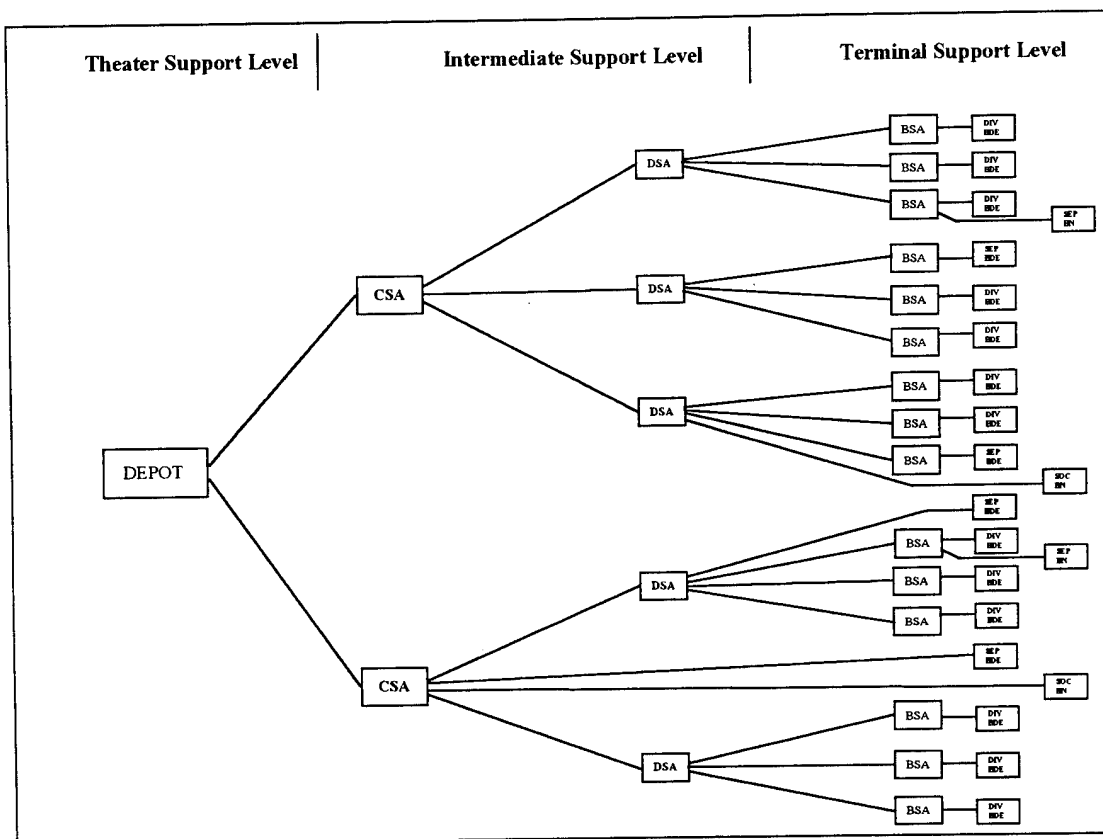 Theater Support Level
Intermediate Support Level
Terminal Support Level
BSA
DIV
BDE
DSA
BSA
DIV
BDE
BSA
DIV
BDE
SEP
BN
BSA
SEP
BDE
CSA
DSA
BSA
DIV
BDE
BSA
DIV
BDE
BSA
DIV
BDE
DSA
BSA
DIV
BDE
BSA
SEP
BDE
DEPOT
SOC
BN
SEP
BDE
BSA
DIV
BDE
SEP
BN
DSA
BSA
DIV
BDE
BSA
DIV
BDE
SEP
BDE
CSA
SOC
BN
BSA
DIV
BDE
DSA
BSA
DIV
BDE
BSA
DIV
BDE